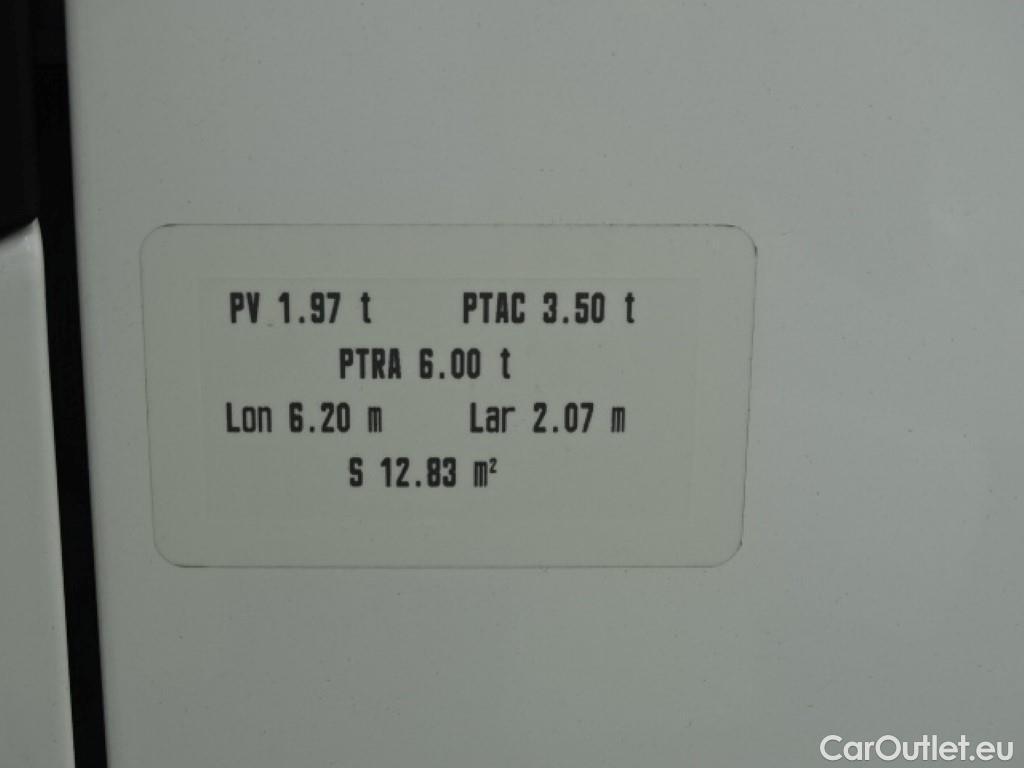 PV 1.97 t PTAC 3.50 t
PTRA 6.00 t
Lon 6.20 m Lar 2.07 m
S 12.83 m²
CarOutlet.eu